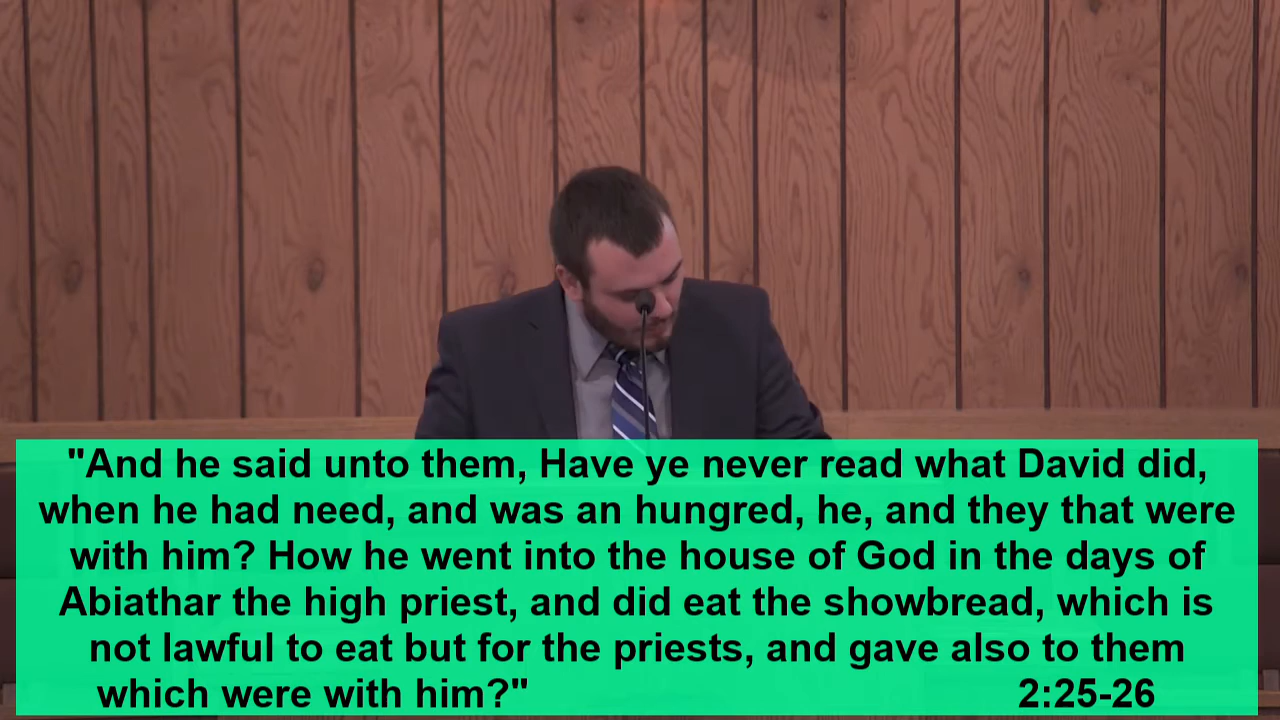 "And he said unto them, Have ye never read what David did,
when he had need, and was an hungred, he, and they that were
with him? How he went into the house of God in the days of
Abiathar the high priest, and did eat the showbread, which is
not lawful to eat but for the priests, and gave also to them
which were with him?" 2:25-26